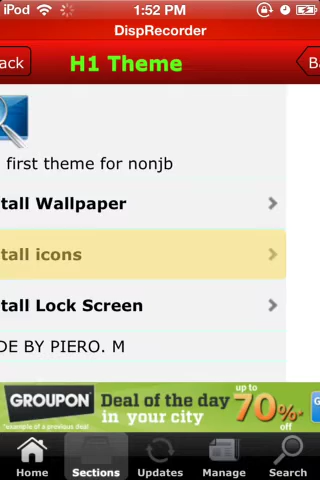 iPod 1:52 PM
DispRecorder
ack H1 Theme Ba
first theme for nonjb
tall Wallpaper
tall icons
tall Lock Screen
DE BY PIERO. M
GROUPON Deal of the day in your city up to 70%* off G
*example of a previous deal
Home Sections Updates Manage Search